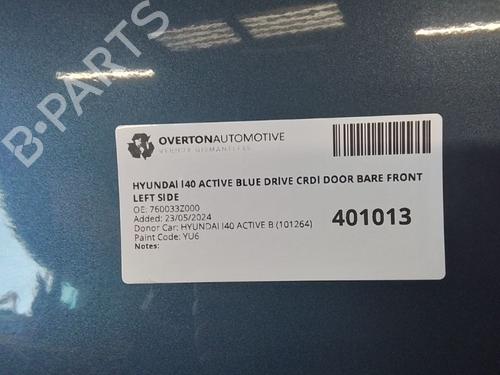 B-PARTS
OVERTONAUTOMOTIVE
VEHICLE DISMANTLERS
HYUNDAI I40 ACTIVE BLUE DRIVE CRDI DOOR BARE FRONT
LEFT SIDE
OE: 760033Z000
Added: 23/05/2024
Donor Car: HYUNDAI I40 ACTIVE B (101264)
Paint Code: YU6
Notes:
401013